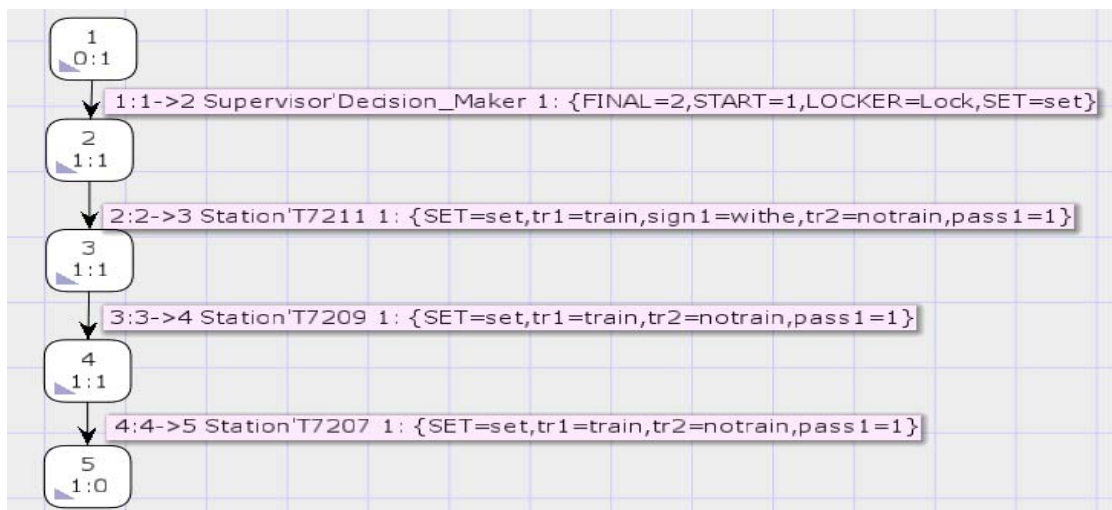 1
0:1
1:1->2 Supervisor'Decision_Maker 1: {FINAL=2,START=1,LOCKER=Lock,SET=set}
2
1:1
2:2->3 Station'T7211 1: {SET=set,tr1=train,sign1=withe,tr2=notrain,pass1=1}
3
1:1
3:3->4 Station'T7209 1: {SET=set,tr1=train,tr2=notrain,pass1=1}
4
1:1
4:4->5 Station'T7207 1: {SET=set,tr1=train,tr2=notrain,pass1=1}
5
1:0